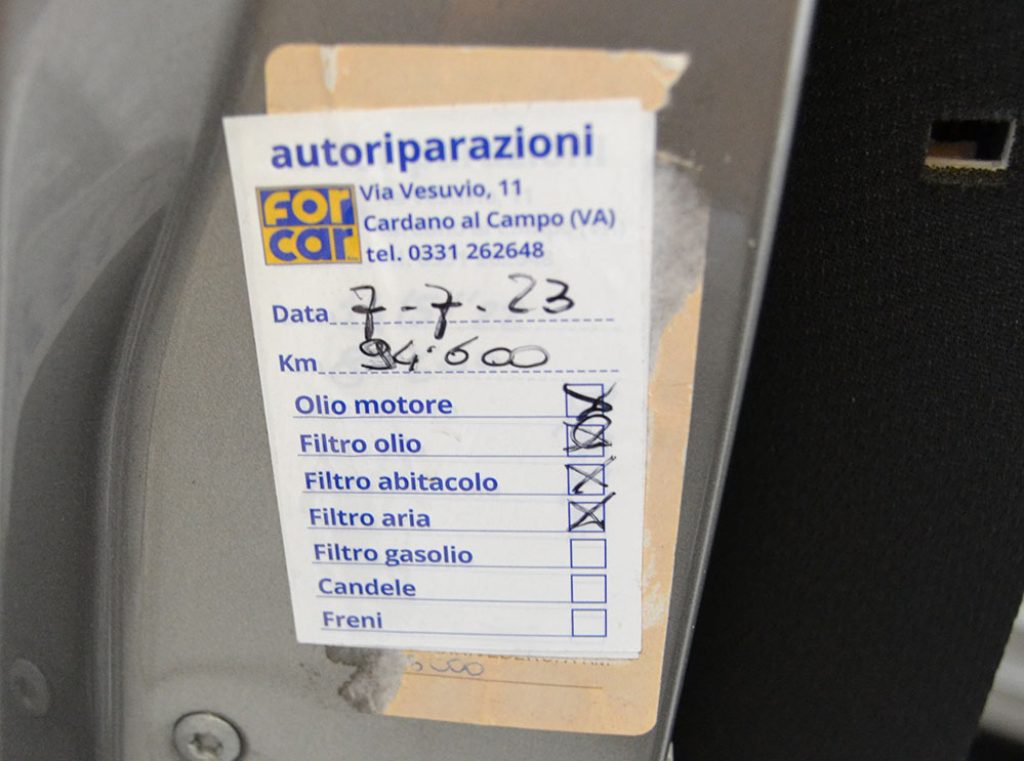 autoriparazioni
for
car
Via Vesuvio, 11
Cardano al Campo (VA)
tel. 0331 262648
Data 7-7.23
Km 94.600
Olio motore
Filtro olio
Filtro abitacolo
Filtro aria
Filtro gasolio
Candele
Freni